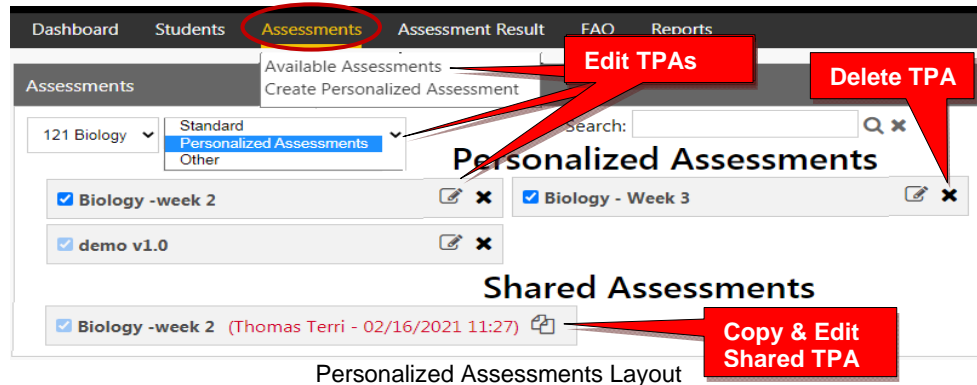 Dashboard Students Assessments Assessment Result FAQ Reports
Available Assessments
Create Personalized Assessment
Edit TPAs
Delete TPA
Assessments
121 Biology
Standard
Personalized Assessments
Other
Search:
Personalized Assessments
Biology -week 2
Biology - Week 3
demo v1.0
Shared Assessments
Biology -week 2 (Thomas Terri - 02/16/2021 11:27)
Copy & Edit
Shared TPA
Personalized Assessments Layout